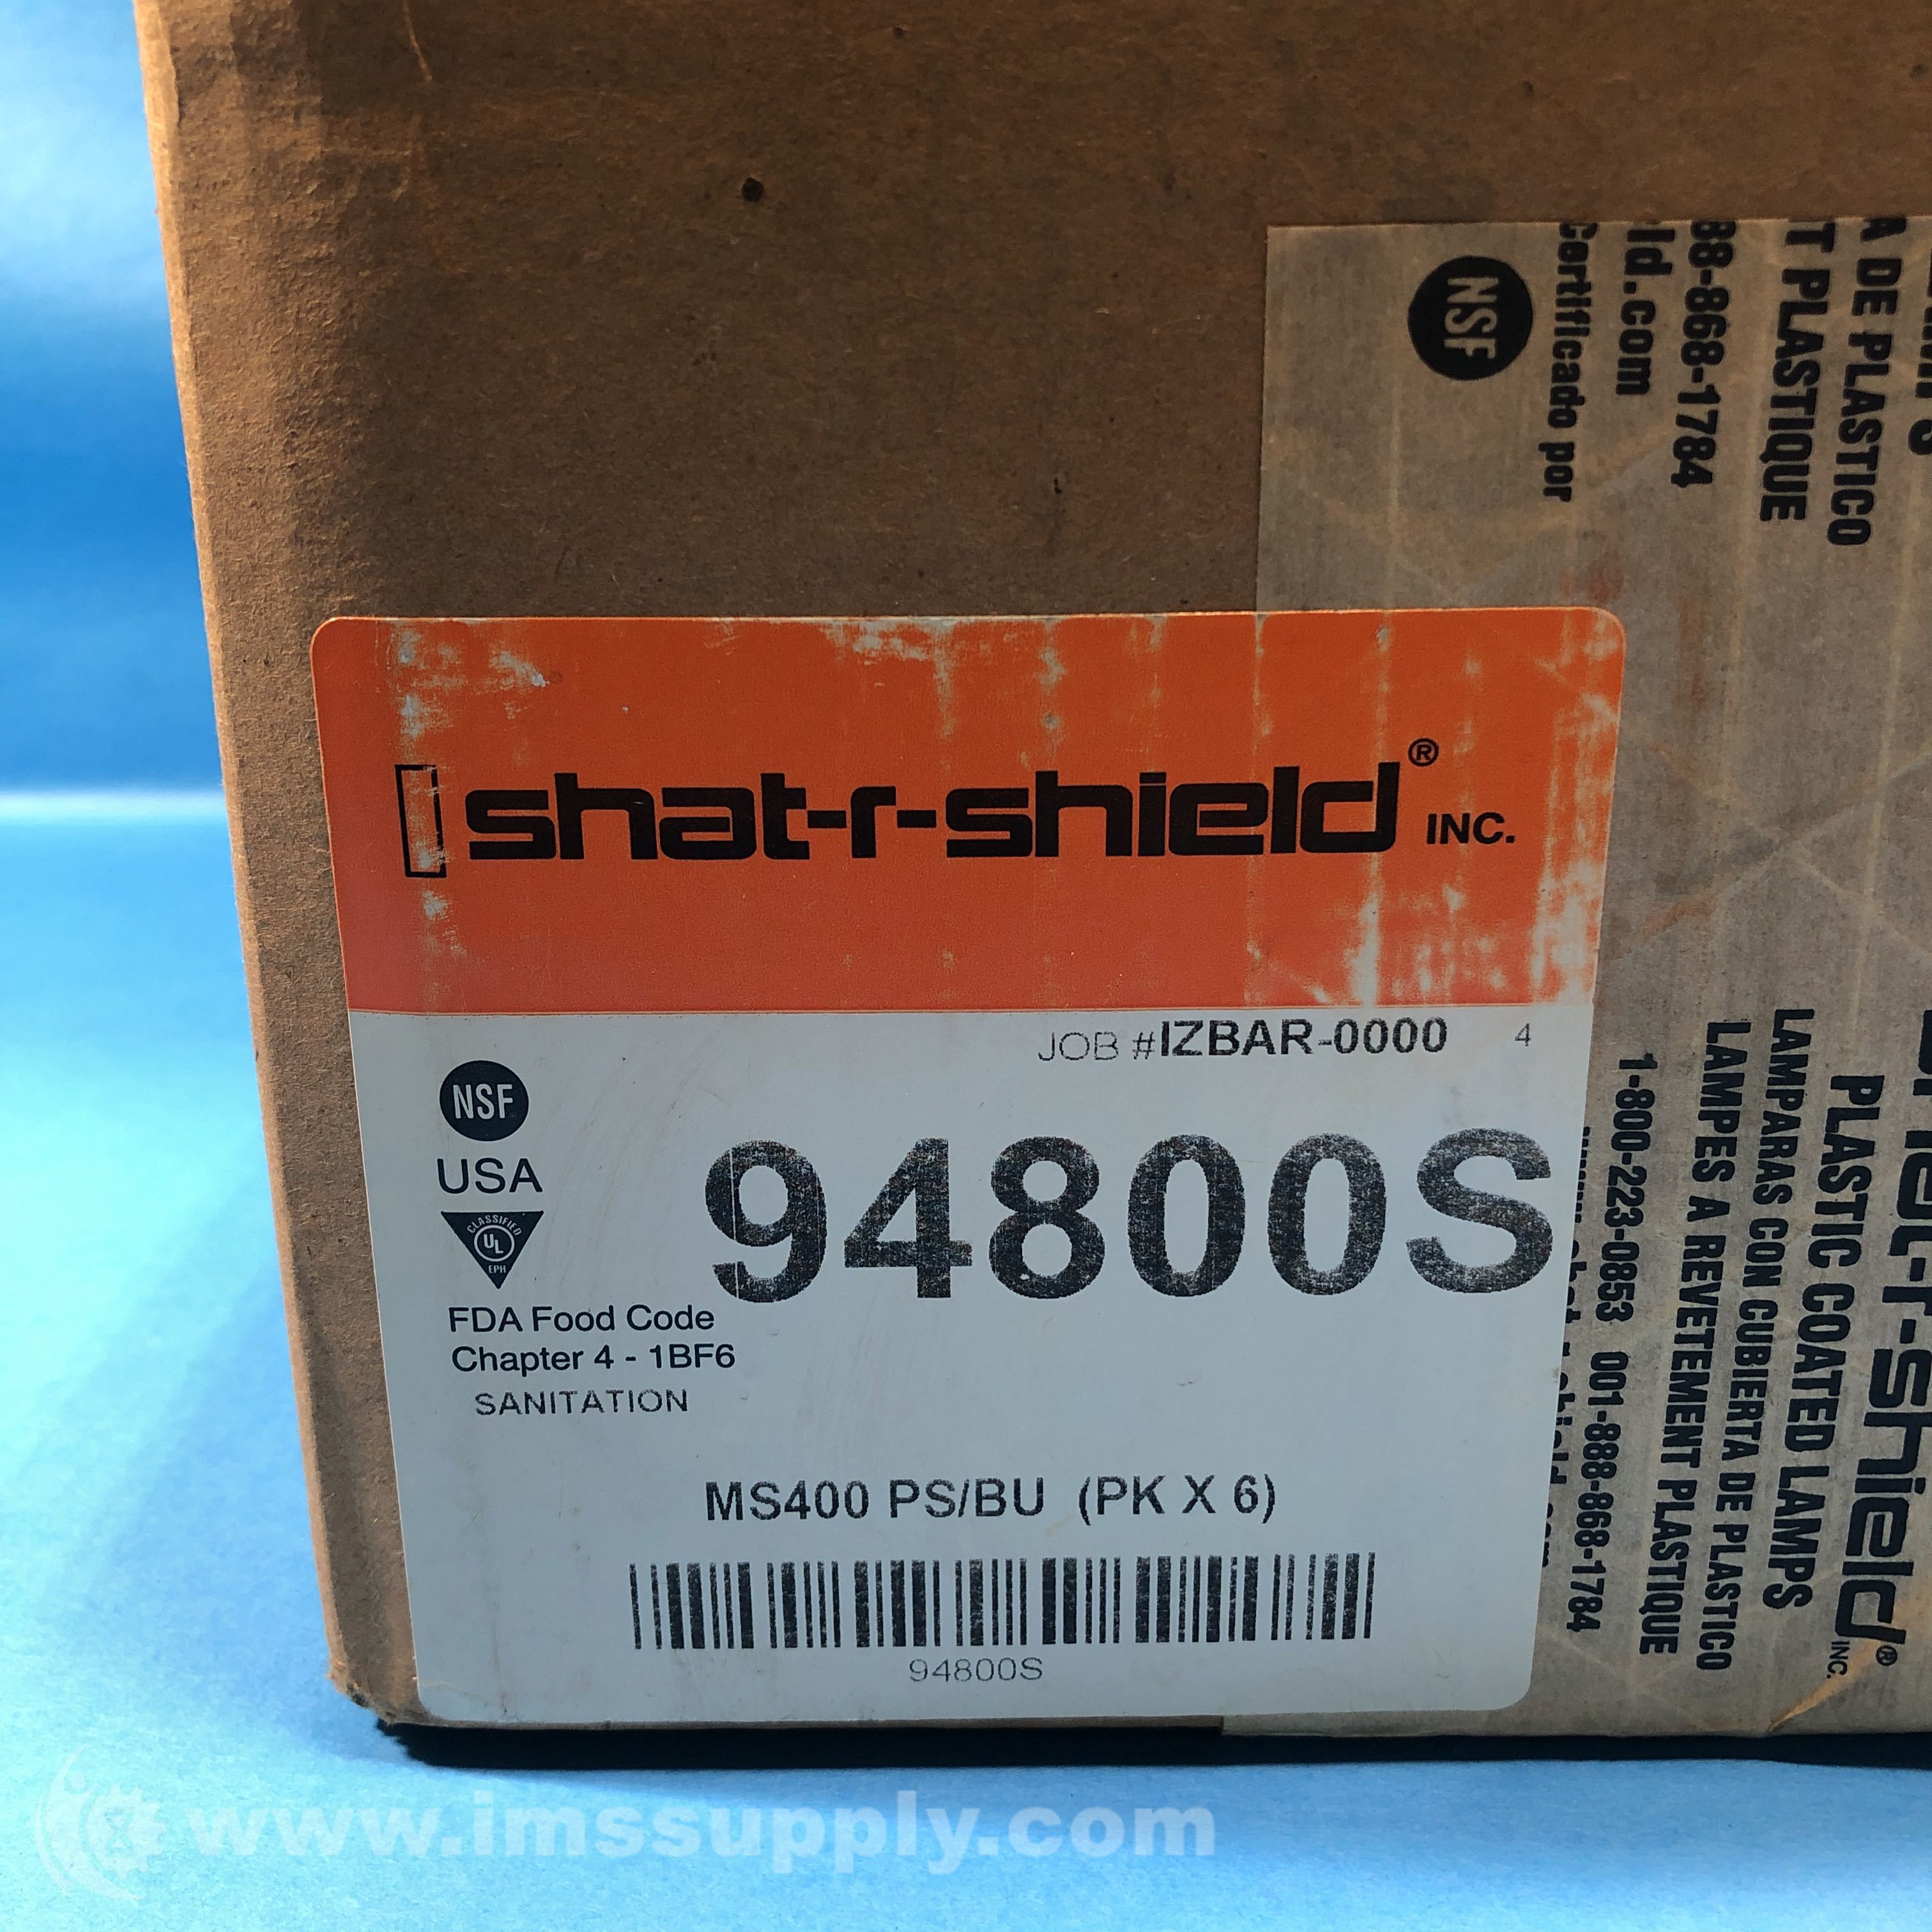 shat-r-shield® INC.
JOB #IZBAR-0000 4
NSF
USA
CLASSIFIED
UL
EPH
94800S
FDA Food Code
Chapter 4 - 1BF6
SANITATION
MS400 PS/BU (PK X 6)
94800S
NSF
Certificado por
ld.com
88-868-1784
T PLASTIQUE
A DE PLASTICO
shat-r-shield® INC.
PLASTIC COATED LAMPS
LAMPARAS CON CUBIERTA DE PLASTICO
LAMPES A REVETEMENT PLASTIQUE
1-800-223-0853 001-888-868-1784
www.imssupply.com